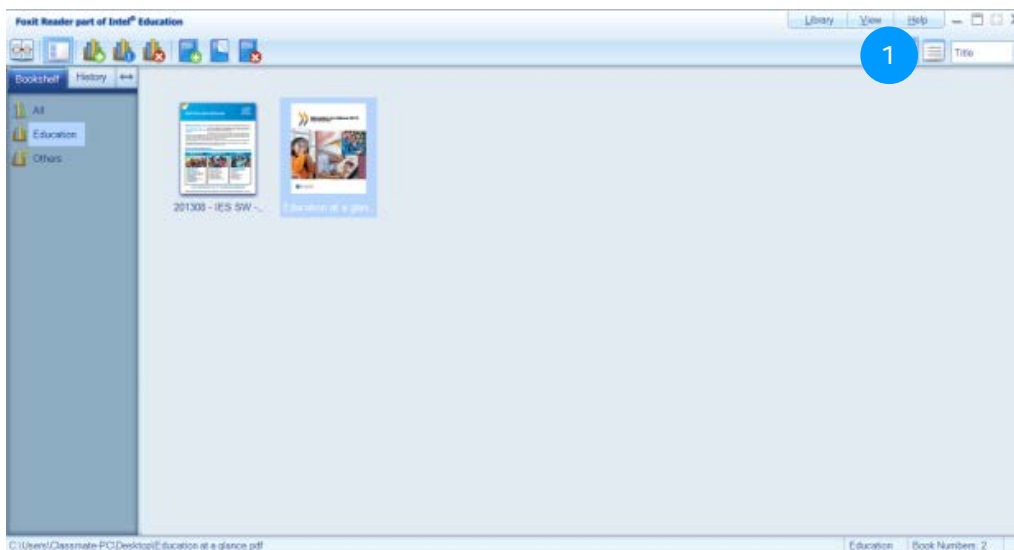 Foxit Reader part of Intel® Education
Library View Help
1
Title
Bookshelf History
All
Education
Others
201308 - IES SW -...
Education at a glan...
C:\Users\Classmate-PC\Desktop\Education at a glance.pdf
Education Book Numbers: 2